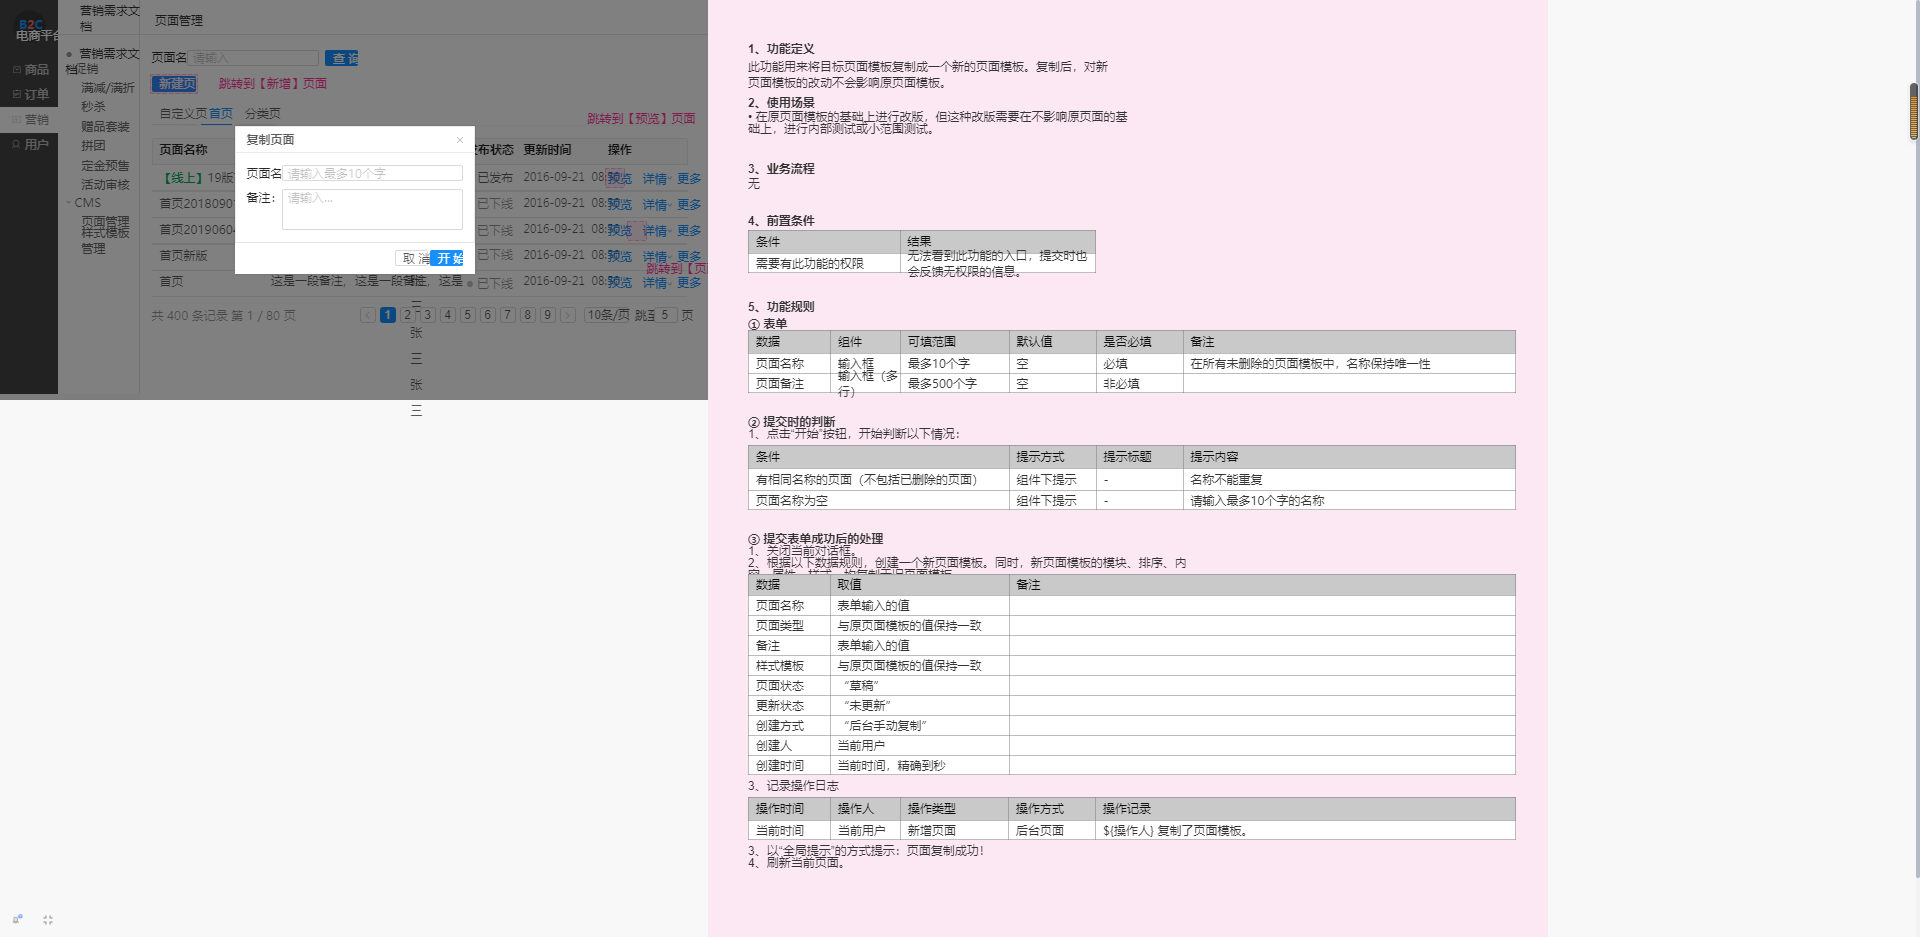 B2C
电商平台
商品
订单
营销
用户
营销需求文
档
营销需求文
档
促销
满减/满折
秒杀
赠品套装
拼团
定金预售
活动审核
CMS
页面管理
样式模板
管理
页面管理
页面名
请输入
查 询
新建页
跳转到【新增】页面
自定义页 首页 分类页
跳转到【预览】页面
页面名称 发布状态 更新时间 操作
【线上】19版 已发布 2016-09-21 08:50 预览 详情 更多
首页2018090 已下线 2016-09-21 08:50 预览 详情 更多
首页2019060 已下线 2016-09-21 08:50 预览 详情 更多
首页新版 已下线 2016-09-21 08:50 预览 详情 更多
跳转到【页
首页 这是一段备注，这是一段备注，这是 已下线 2016-09-21 08:50 预览 详情 更多
三
张
三
张
三
共 400 条记录 第 1 / 80 页
1 2 3 4 5 6 7 8 9 10条/页 跳至 5 页
复制页面
×
页面名
请输入最多10个字
备注：
请输入...
取 消
开 始
1、功能定义
此功能用来将目标页面模板复制成一个新的页面模板。复制后，对新
页面模板的改动不会影响原页面模板。
2、使用场景
• 在原页面模板的基础上进行改版，但这种改版需要在不影响原页面的基
础上，进行内部测试或小范围测试。
3、业务流程
无
4、前置条件
条件 结果
需要有此功能的权限 无法看到此功能的入口，提交时也
会反馈无权限的信息。
5、功能规则
① 表单
数据 组件 可填范围 默认值 是否必填 备注
页面名称 输入框 最多10个字 空 必填 在所有未删除的页面模板中，名称保持唯一性
页面备注 输入框（多
行） 最多500个字 空 非必填
② 提交时的判断
1、点击“开始”按钮，开始判断以下情况：
条件 提示方式 提示标题 提示内容
有相同名称的页面（不包括已删除的页面） 组件下提示 - 名称不能重复
页面名称为空 组件下提示 - 请输入最多10个字的名称
③ 提交表单成功后的处理
1、关闭当前对话框。
2、根据以下数据规则，创建一个新页面模板。同时，新页面模板的模块、排序、内
容、属性、样式，均复制于旧页面模板
数据 取值 备注
页面名称 表单输入的值
页面类型 与原页面模板的值保持一致
备注 表单输入的值
样式模板 与原页面模板的值保持一致
页面状态 “草稿”
更新状态 “未更新”
创建方式 “后台手动复制”
创建人 当前用户
创建时间 当前时间，精确到秒
3、记录操作日志
操作时间 操作人 操作类型 操作方式 操作记录
当前时间 当前用户 新增页面 后台页面 ${操作人} 复制了页面模板。
3、以“全局提示”的方式提示：页面复制成功！
4、刷新当前页面。